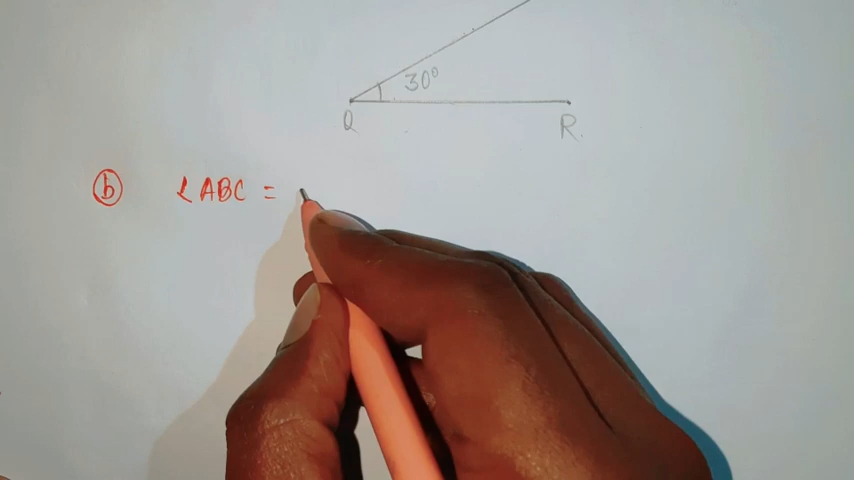 30°
Q R.
ⓑ ∠ABC =